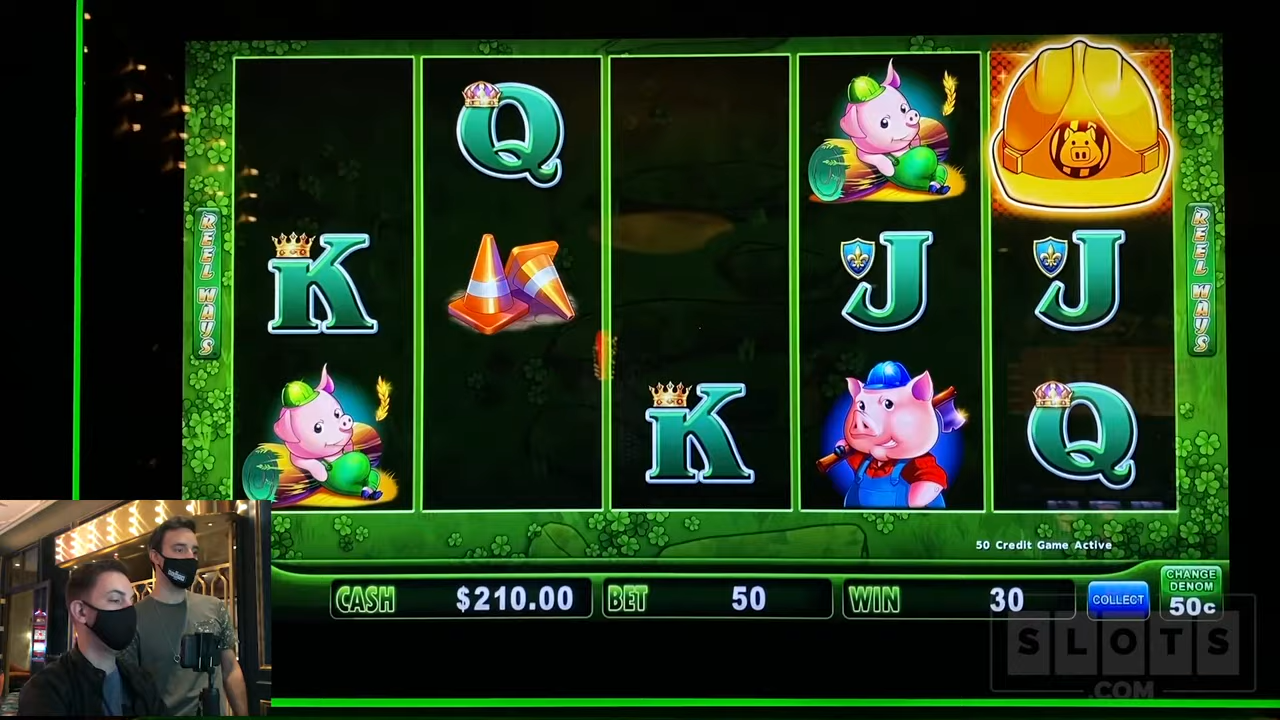 Q
REEL WAYS
K
J
J
REEL WAYS
K
Q
50 Credit Game Active
CASH $210.00 BET 50 WIN 30 COLLECT CHANGE DENOM 50¢
SLOTS
.COM